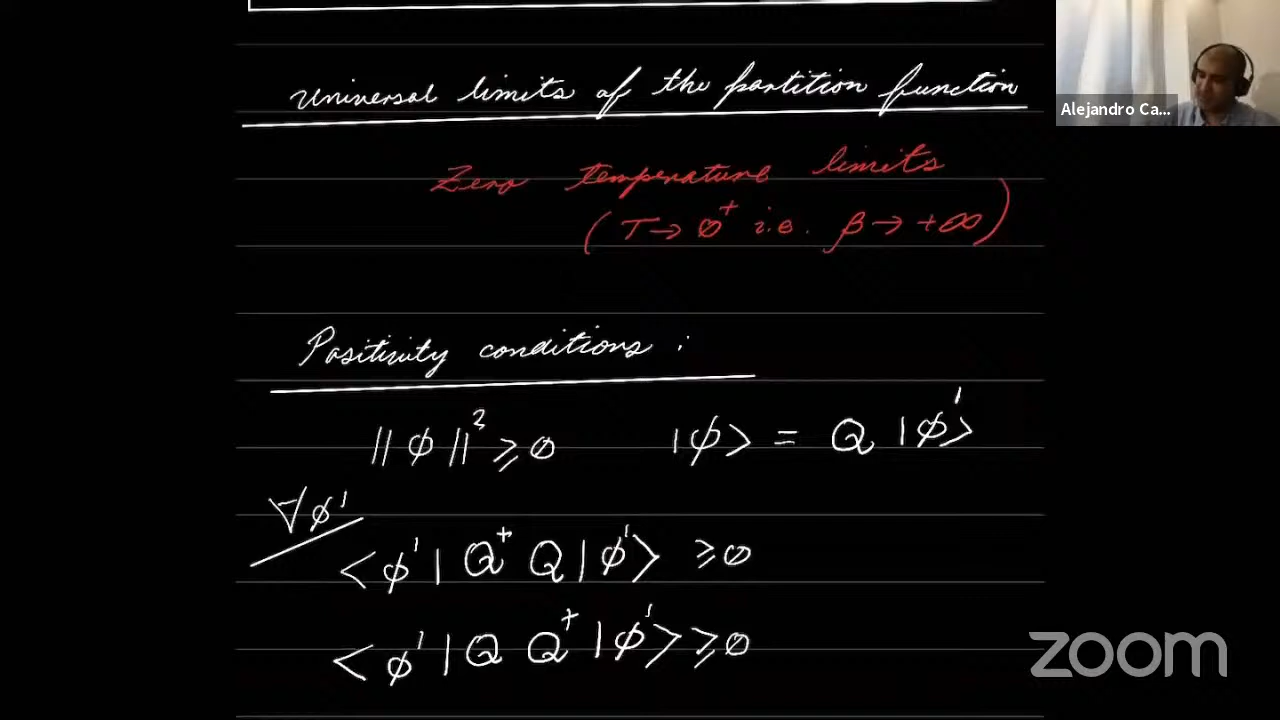 Universal limits of the partition function
Alejandro Ca...
Zero temperature limits
(T → 0⁺ i.e. β → +∞)
Positivity conditions :
||ϕ||² ≥ 0 |ϕ> = Q |ϕ'>
∀ϕ'
<ϕ'| Q⁺ Q |ϕ'> ≥ 0
<ϕ'| Q Q⁺ |ϕ'> ≥ 0
zoom